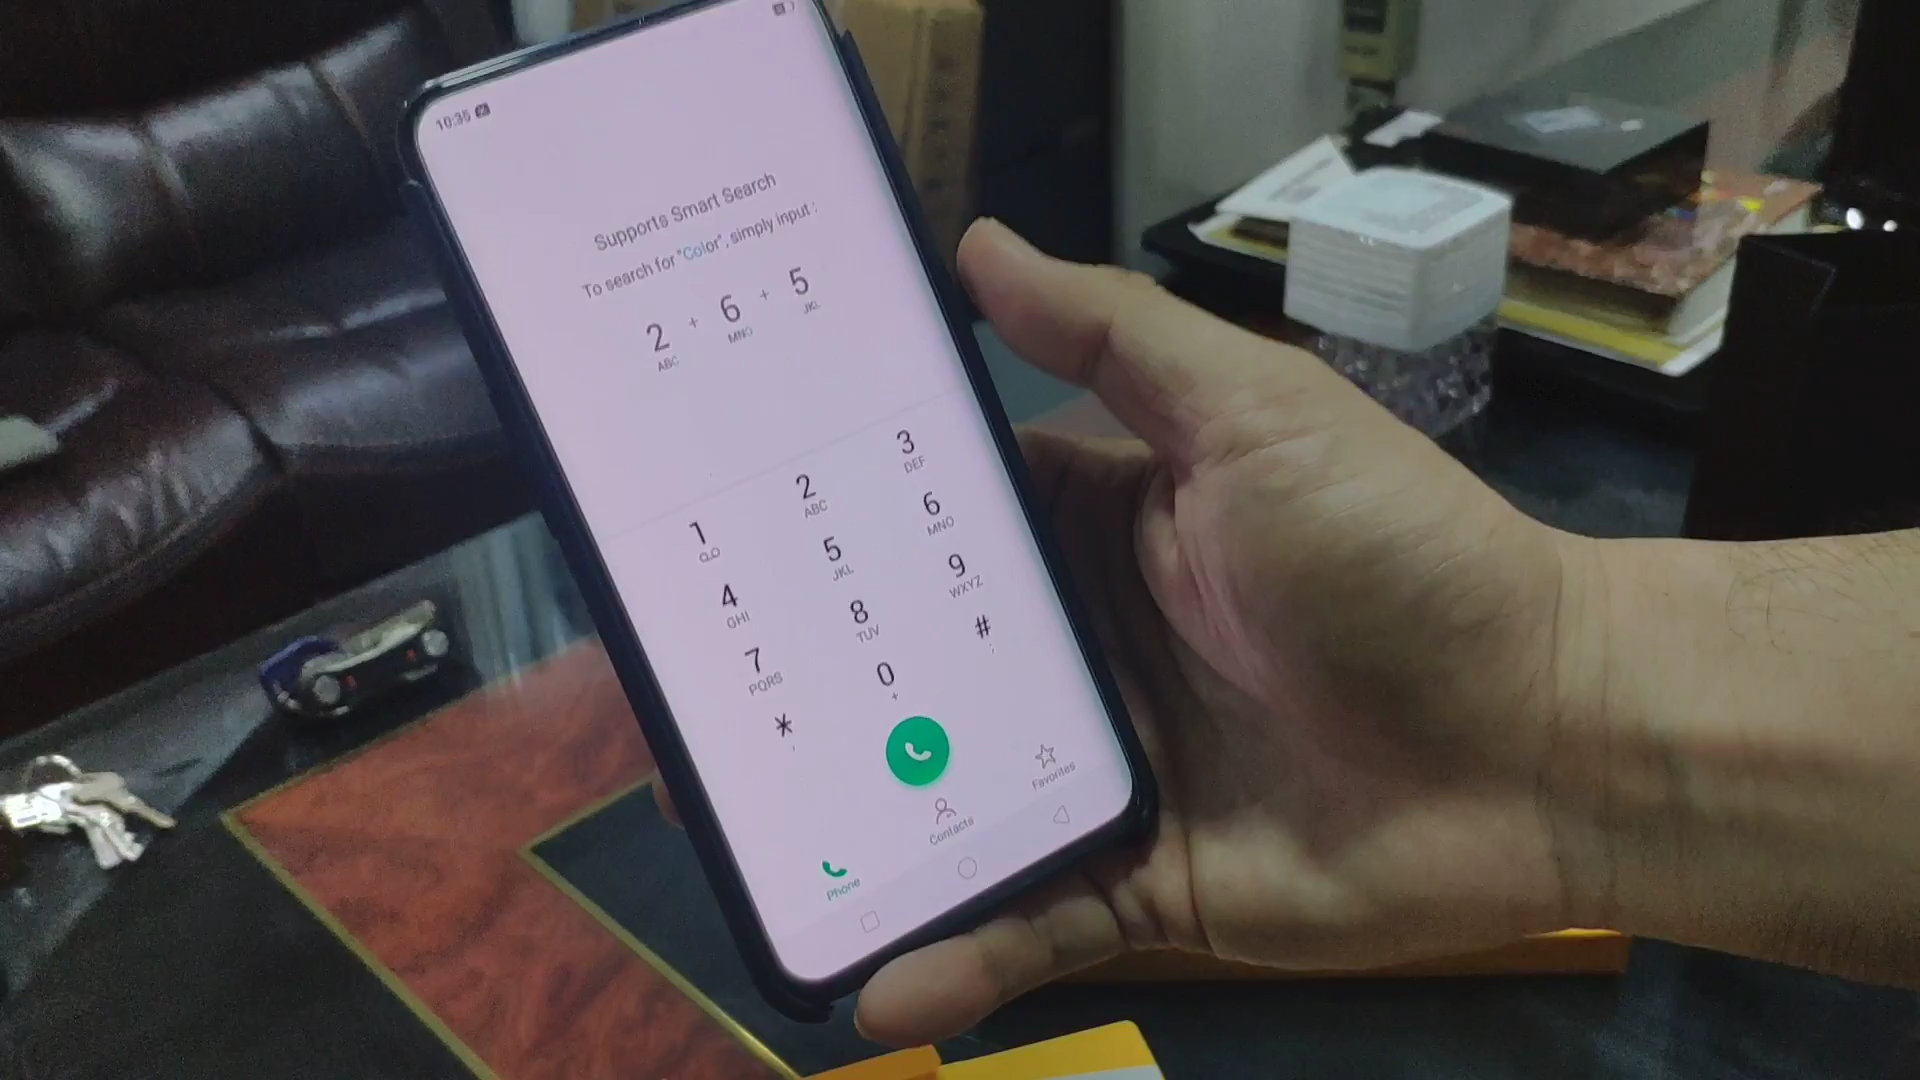 10:35
Supports Smart Search
To search for "Color", simply input :
2 + 6 + 5
ABC MNO JKL
1 2 3
ABC DEF
4 5 6
GHI JKL MNO
7 8 9
PQRS TUV WXYZ
* 0 #
, + ;
Phone Contacts Favorites